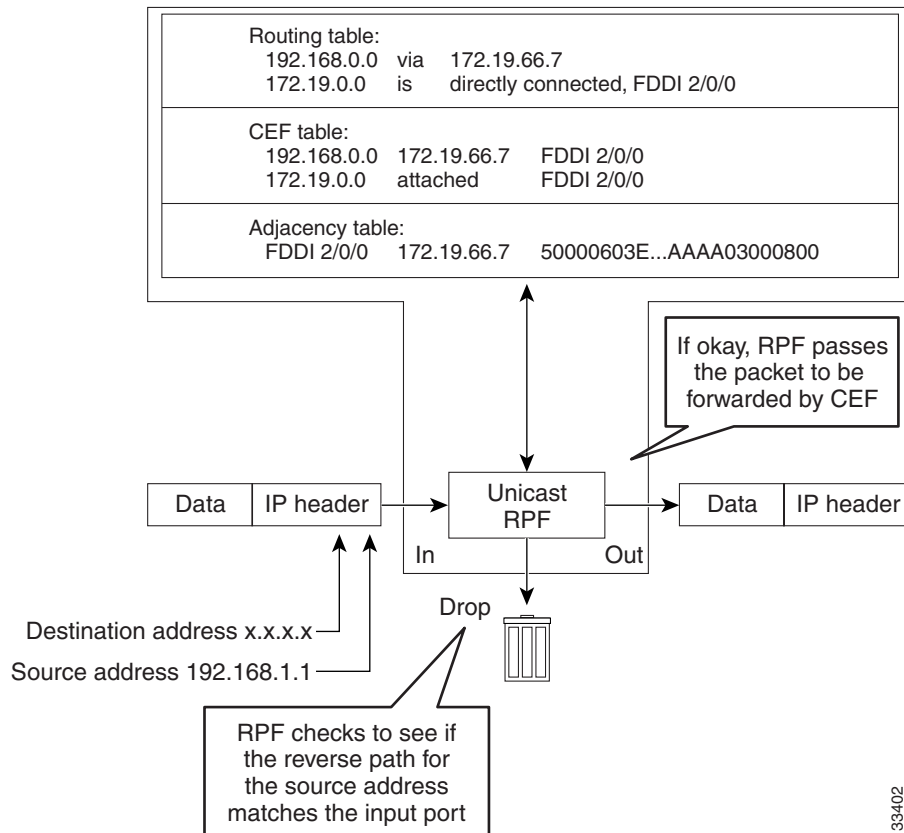 Routing table:
192.168.0.0 via 172.19.66.7
172.19.0.0 is directly connected, FDDI 2/0/0
CEF table:
192.168.0.0 172.19.66.7 FDDI 2/0/0
172.19.0.0 attached FDDI 2/0/0
Adjacency table:
FDDI 2/0/0 172.19.66.7 50000603E...AAAA03000800
If okay, RPF passes
the packet to be
forwarded by CEF
Data IP header
Unicast
RPF
Data IP header
In Out
Drop
Destination address x.x.x.x
Source address 192.168.1.1
RPF checks to see if
the reverse path for
the source address
matches the input port
33402